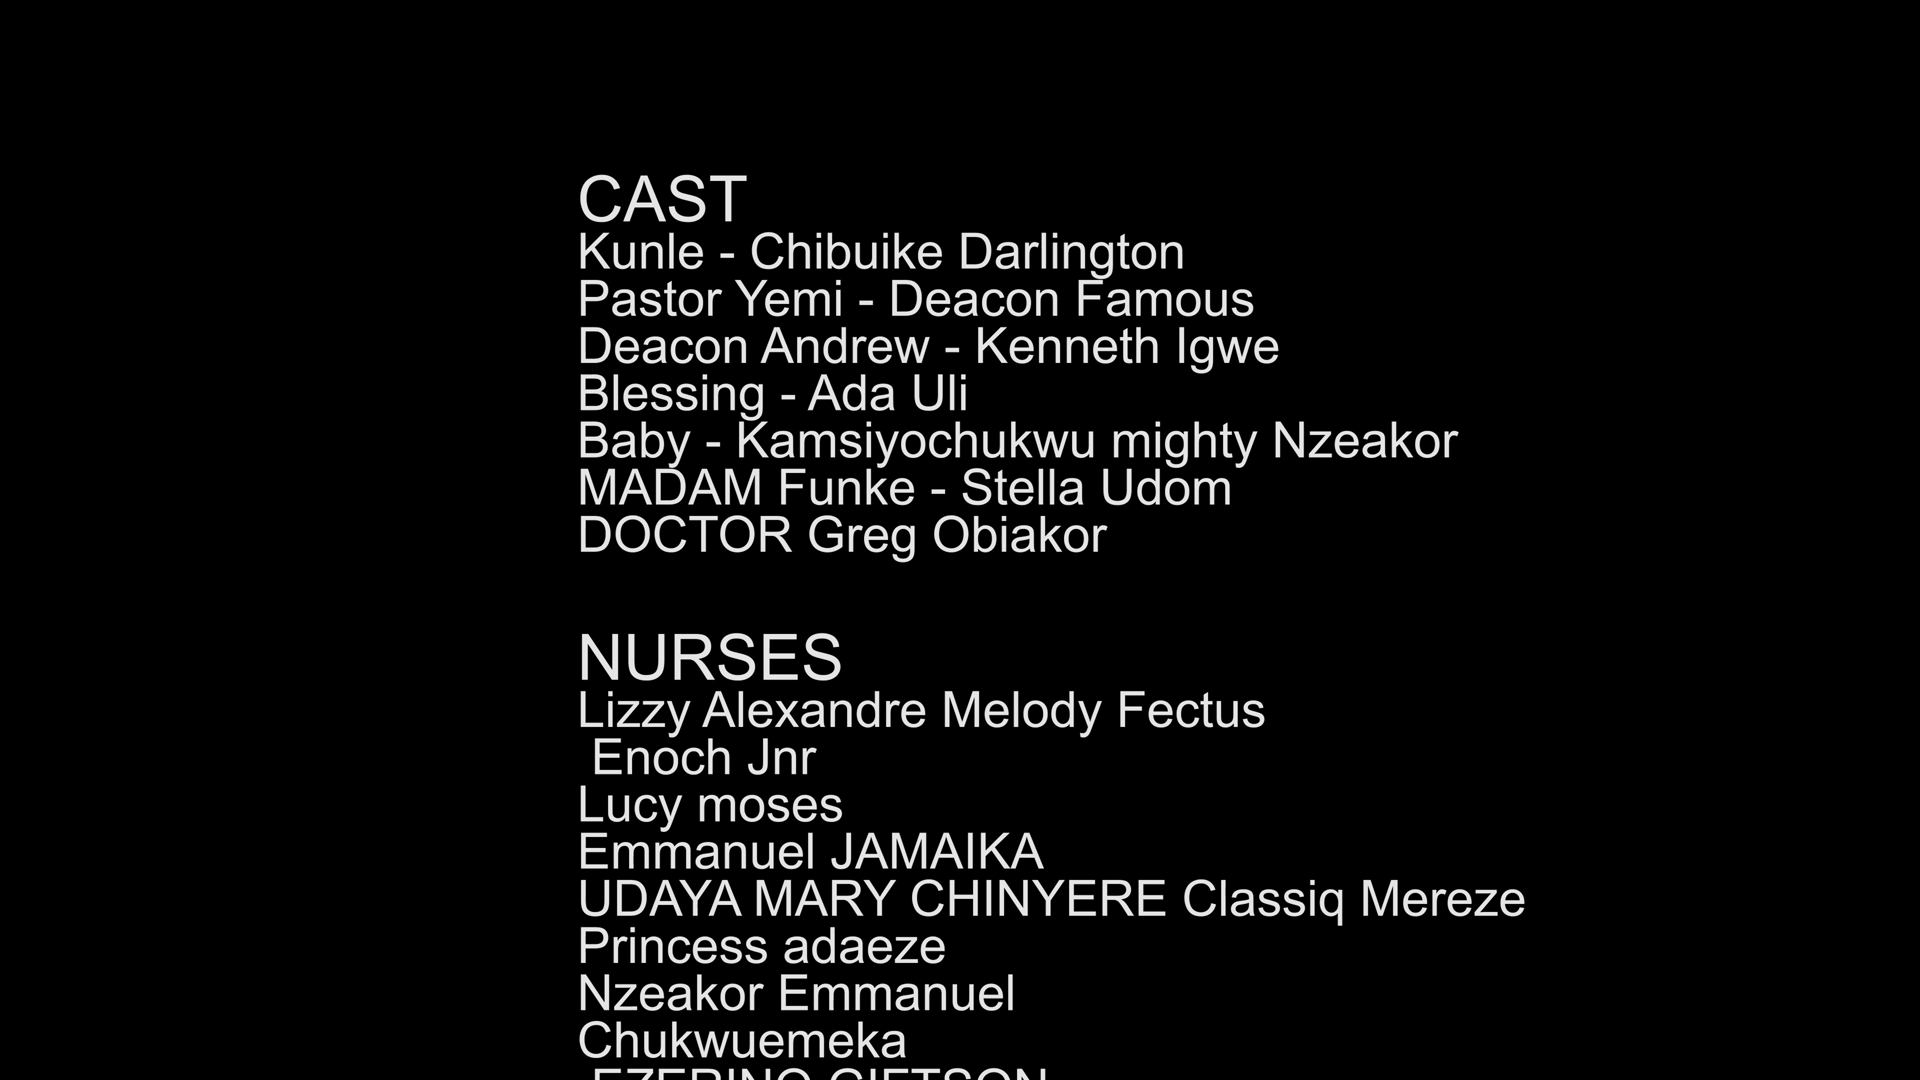 CAST
Kunle - Chibuike Darlington
Pastor Yemi - Deacon Famous
Deacon Andrew - Kenneth Igwe
Blessing - Ada Uli
Baby - Kamsiyochukwu mighty Nzeakor
MADAM Funke - Stella Udom
DOCTOR Greg Obiakor
NURSES
Lizzy Alexandre Melody Fectus
Enoch Jnr
Lucy moses
Emmanuel JAMAIKA
UDAYA MARY CHINYERE Classiq Mereze
Princess adaeze
Nzeakor Emmanuel
Chukwuemeka